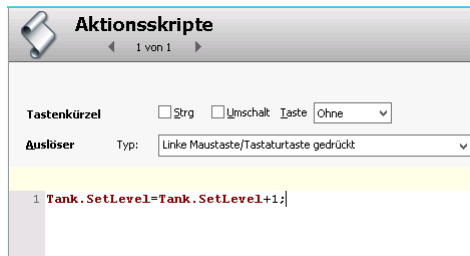 Aktionsskripte
1 von 1
Tastenkürzel Strg Umschalt Taste Ohne
Auslöser Typ: Linke Maustaste/Tastaturtaste gedrückt
1 Tank.SetLevel=Tank.SetLevel+1;